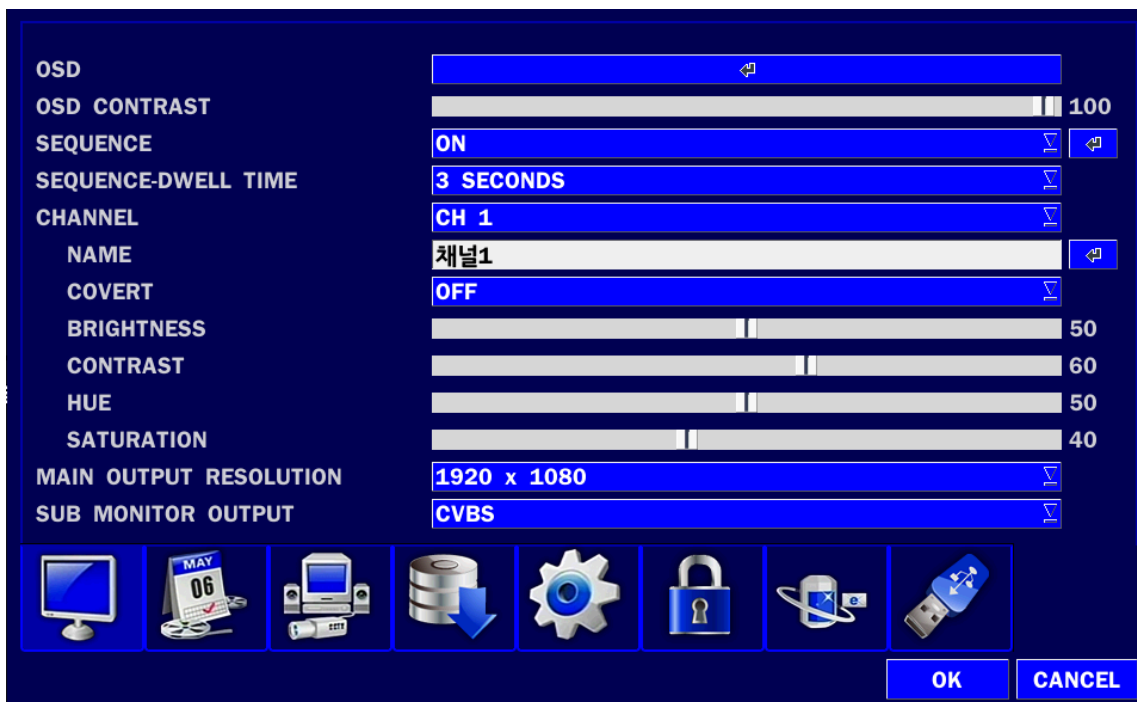 OSD
OSD CONTRAST 100
SEQUENCE ON
SEQUENCE-DWELL TIME 3 SECONDS
CHANNEL CH 1
NAME 채널1
COVERT OFF
BRIGHTNESS 50
CONTRAST 60
HUE 50
SATURATION 40
MAIN OUTPUT RESOLUTION 1920 x 1080
SUB MONITOR OUTPUT CVBS
MAY
06
CCTV
e
OK CANCEL